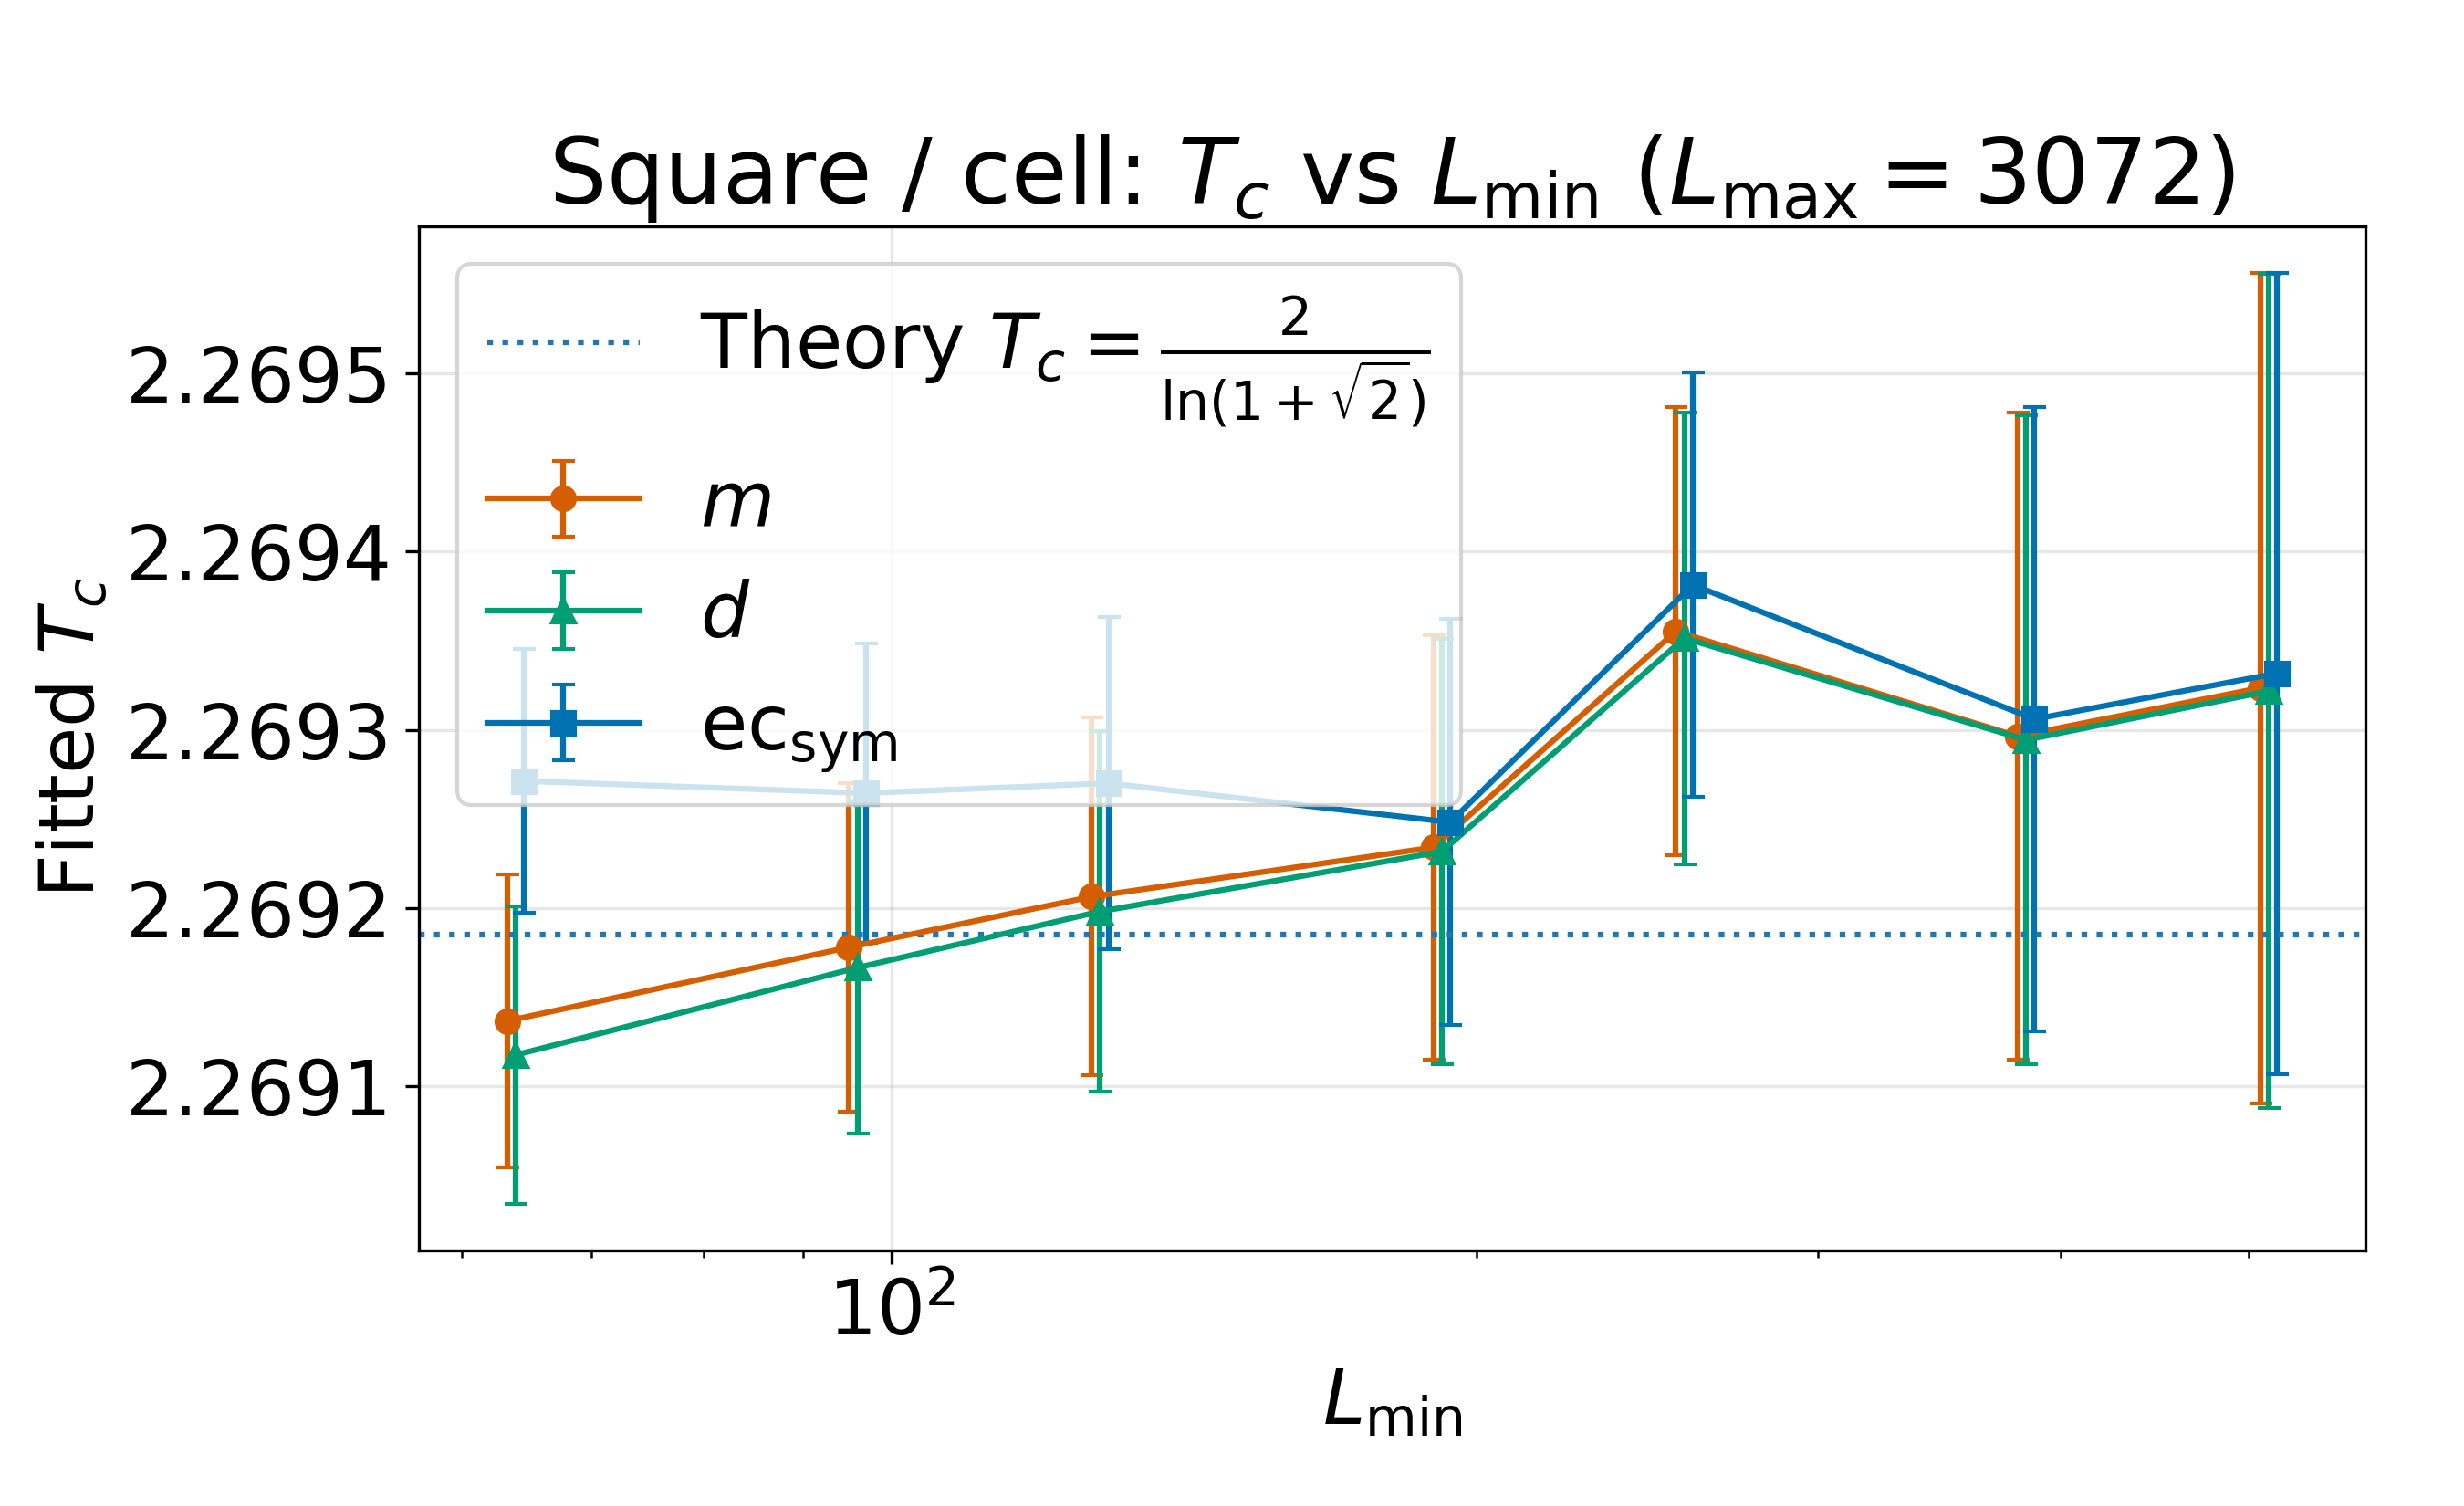 Square / cell: T_c vs L_min (L_max = 3072)
Theory T_c = 2 / ln(1 + √2)
m
d
ec_sym
Fitted T_c
2.2695
2.2694
2.2693
2.2692
2.2691
10^2
L_min